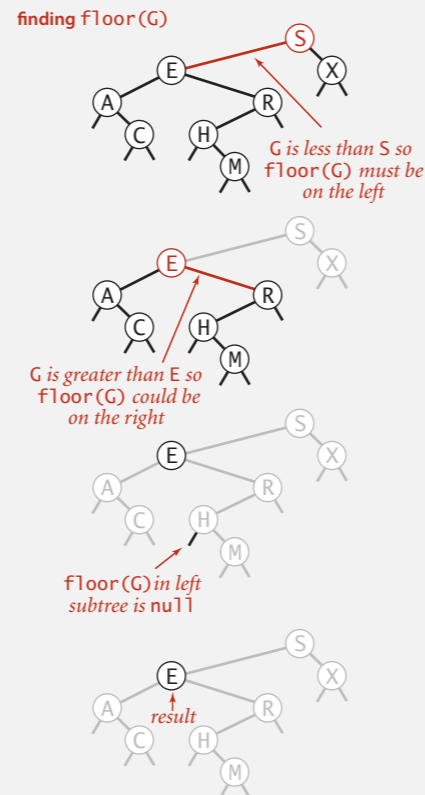 finding floor(G)
S
E
X
A
R
C
H
M
G is less than S so
floor(G) must be
on the left
S
E
X
A
R
C
H
M
G is greater than E so
floor(G) could be
on the right
S
E
X
A
R
C
H
M
floor(G) in left
subtree is null
S
E
X
A
R
result
C
H
M